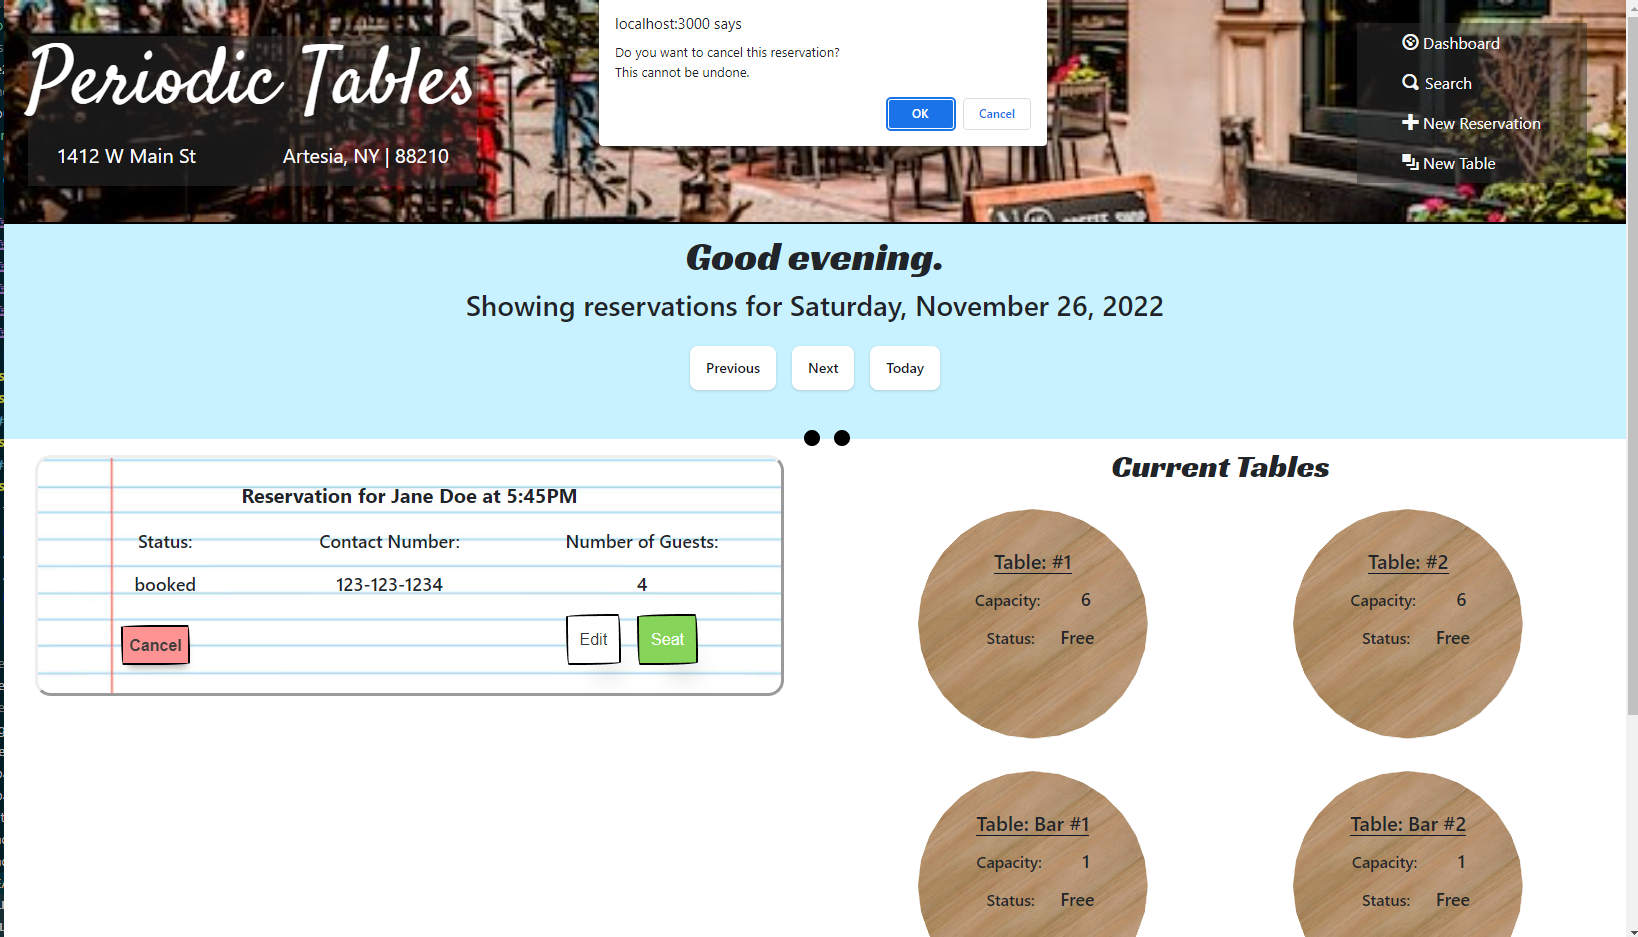 localhost:3000 says
Do you want to cancel this reservation?
This cannot be undone.
OK
Cancel
Periodic Tables
1412 W Main St
Artesia, NY | 88210
Dashboard
Search
New Reservation
New Table
COFFEE SHOP
Good evening.
Showing reservations for Saturday, November 26, 2022
Previous
Next
Today
Reservation for Jane Doe at 5:45PM
Status:
Contact Number:
Number of Guests:
booked
123-123-1234
4
Cancel
Edit
Seat
Current Tables
Table: #1
Capacity: 6
Status: Free
Table: #2
Capacity: 6
Status: Free
Table: Bar #1
Capacity: 1
Status: Free
Table: Bar #2
Capacity: 1
Status: Free